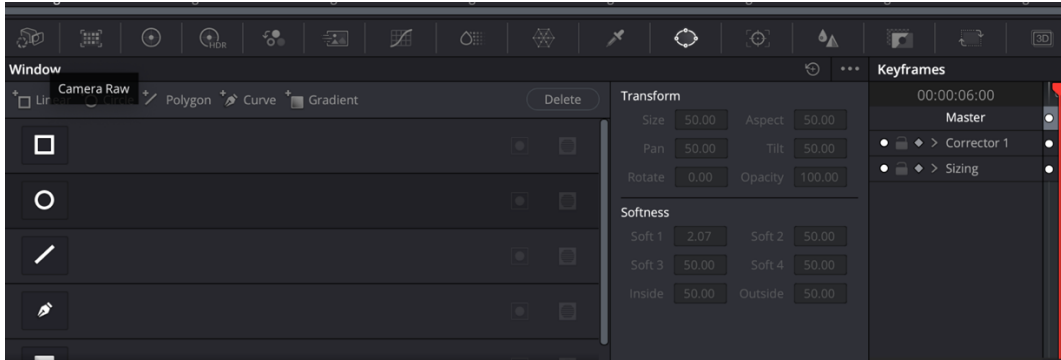 HDR
3D
Window
Keyframes
Camera Raw
Polygon Curve Gradient Delete
Transform
Size 50.00 Aspect 50.00
Pan 50.00 Tilt 50.00
Rotate 0.00 Opacity 100.00
Softness
Soft 1 2.07 Soft 2 50.00
Soft 3 50.00 Soft 4 50.00
Inside 50.00 Outside 50.00
00:00:06:00
Master
Corrector 1
Sizing